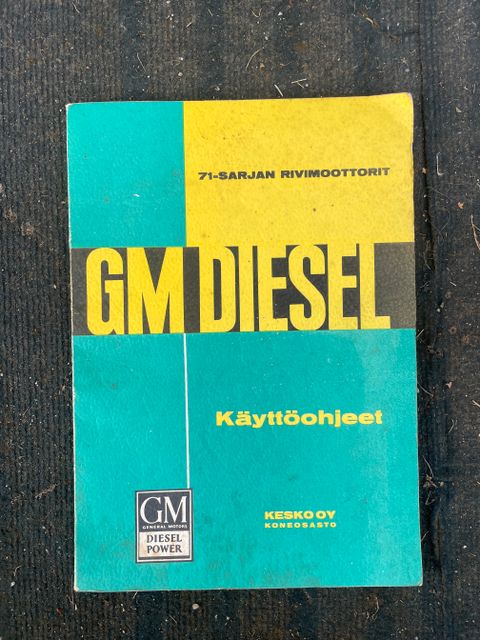 71-SARJAN RIVIMOOTTORIT
GM DIESEL
Käyttöohjeet
GM
GENERAL MOTORS
DIESEL
POWER
KESKO OY
KONEOSASTO